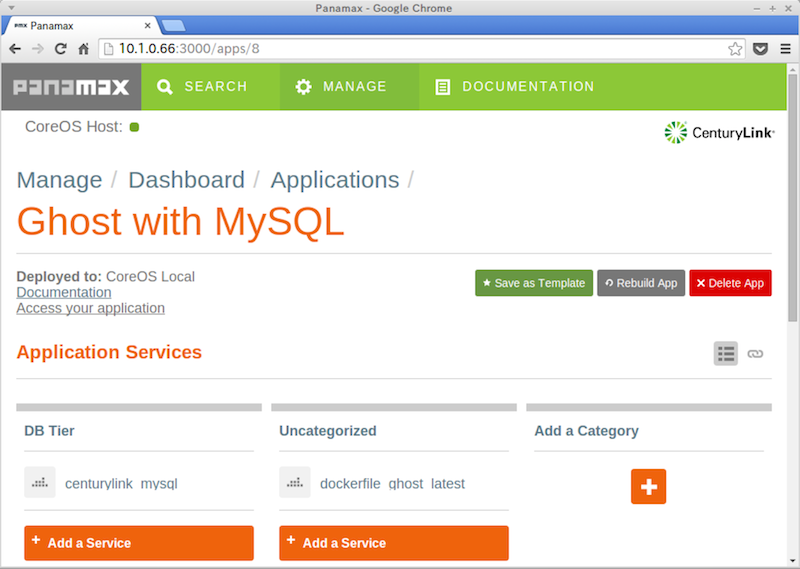 Panamax - Google Chrome
pmx Panamax
10.1.0.66:3000/apps/8
PANAMAX SEARCH MANAGE DOCUMENTATION
CoreOS Host:
CenturyLink
Manage / Dashboard / Applications /
Ghost with MySQL
Deployed to: CoreOS Local
Documentation
Access your application
Save as Template Rebuild App Delete App
Application Services
DB Tier Uncategorized Add a Category
centurylink_mysql dockerfile_ghost_latest
+ Add a Service + Add a Service